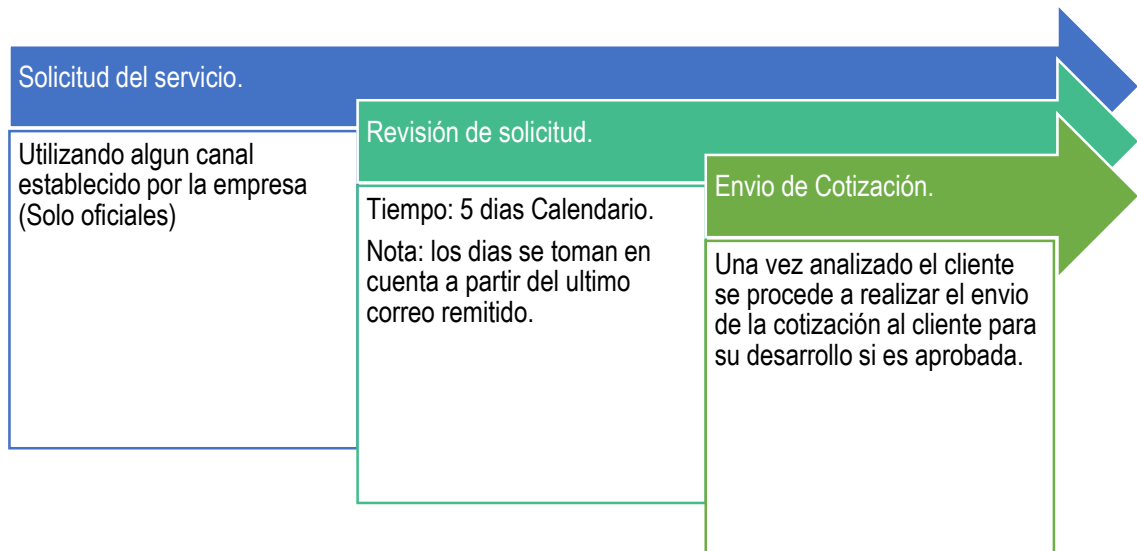 Solicitud del servicio.
Utilizando algun canal
establecido por la empresa
(Solo oficiales)
Revisión de solicitud.
Tiempo: 5 dias Calendario.
Nota: los dias se toman en
cuenta a partir del ultimo
correo remitido.
Envio de Cotización.
Una vez analizado el cliente
se procede a realizar el envio
de la cotización al cliente para
su desarrollo si es aprobada.